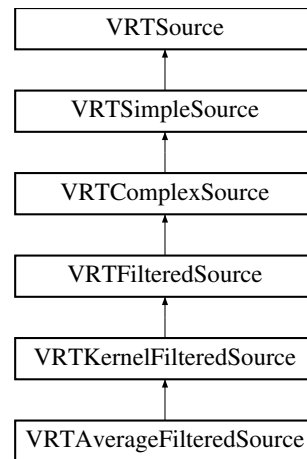 VRTSource
VRTSimpleSource
VRTComplexSource
VRTFilteredSource
VRTKernelFilteredSource
VRTAverageFilteredSource